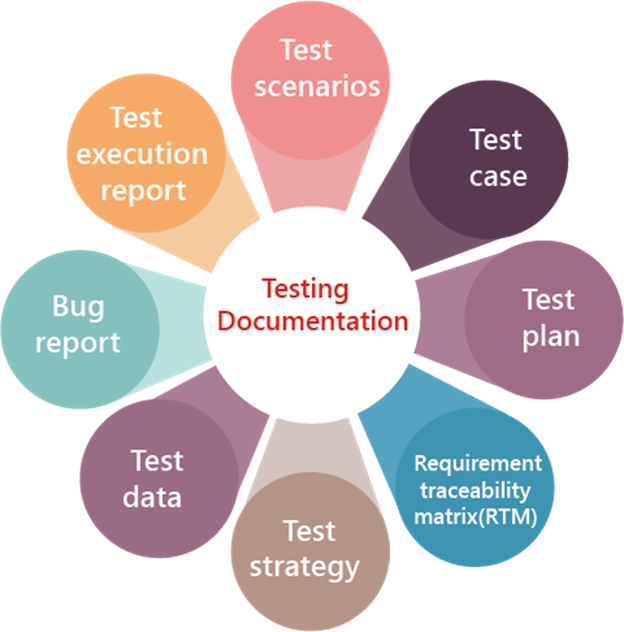 Test
scenarios
Test
case
Test
plan
Requirement
traceability
matrix(RTM)
Test
strategy
Test
data
Bug
report
Test
execution
report
Testing
Documentation